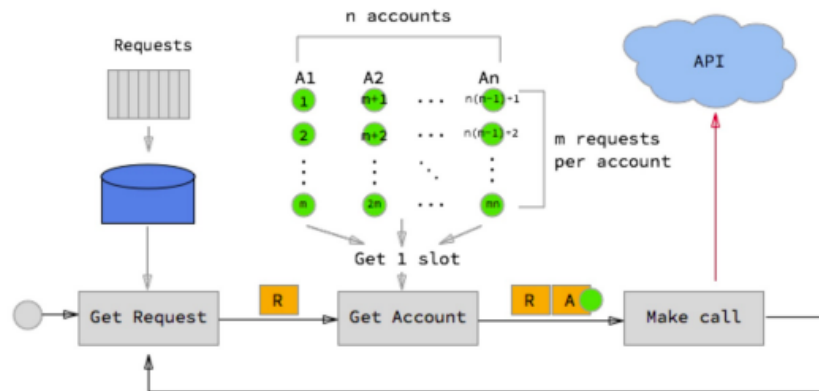 n accounts
Requests
API
A1 A2 An
1 m+1 ... n(m-1)+1
2 m+2 ... n(m-1)+2
m requests
per account
m 2m ... mn
Get 1 slot
R
R A
Get Request
Get Account
Make call